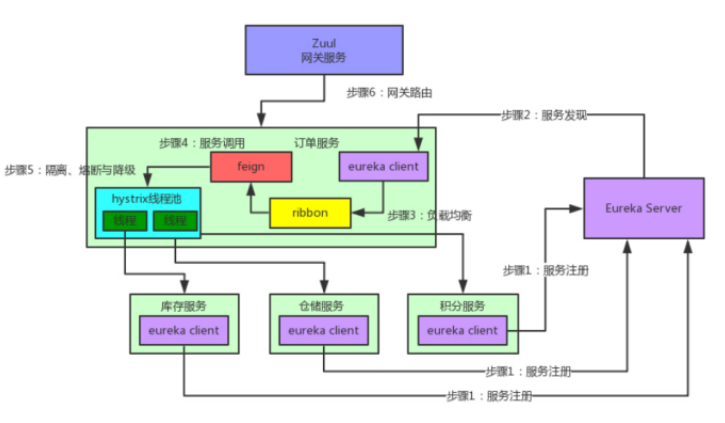 Zuul
网关服务
步骤6：网关路由
步骤2：服务发现
步骤4：服务调用
订单服务
步骤5：隔离、熔断与降级
feign
eureka client
hystrix线程池
线程
线程
ribbon
步骤3：负载均衡
Eureka Server
步骤1：服务注册
库存服务
eureka client
仓储服务
eureka client
积分服务
eureka client
步骤1：服务注册
步骤1：服务注册